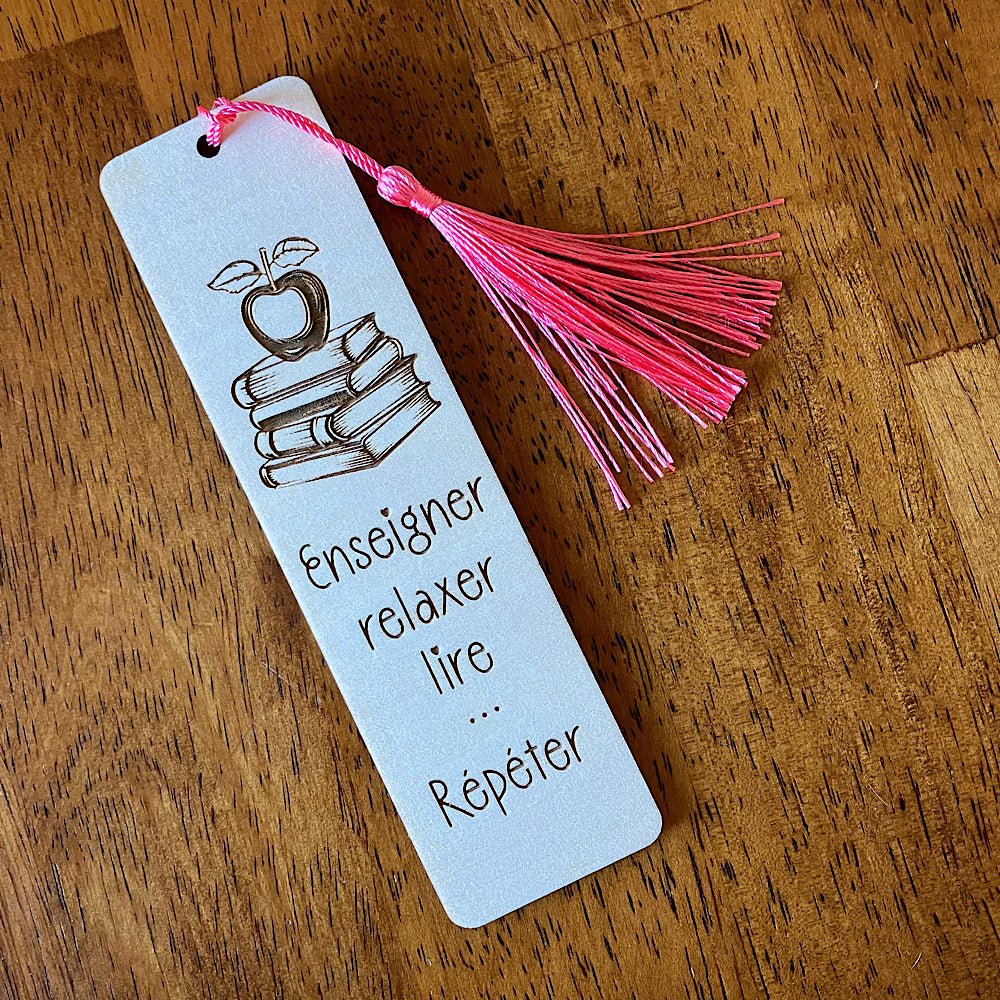 Enseigner
relaxer
lire
...
Répéter